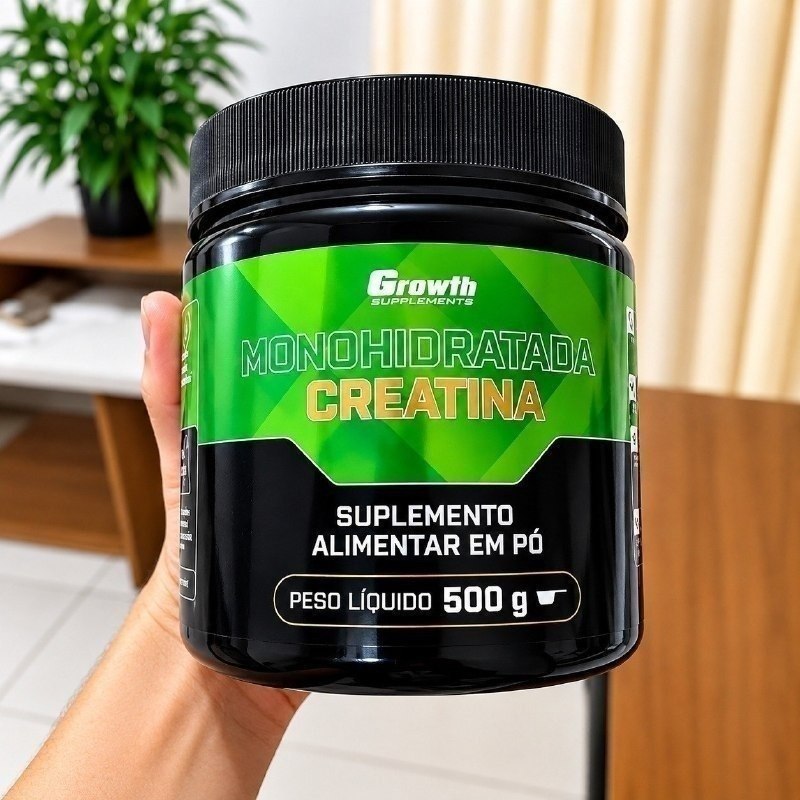 Growth
SUPPLEMENTS
MONOHIDRATADA
CREATINA
SUPLEMENTO
ALIMENTAR EM PÓ
PESO LÍQUIDO 500 g